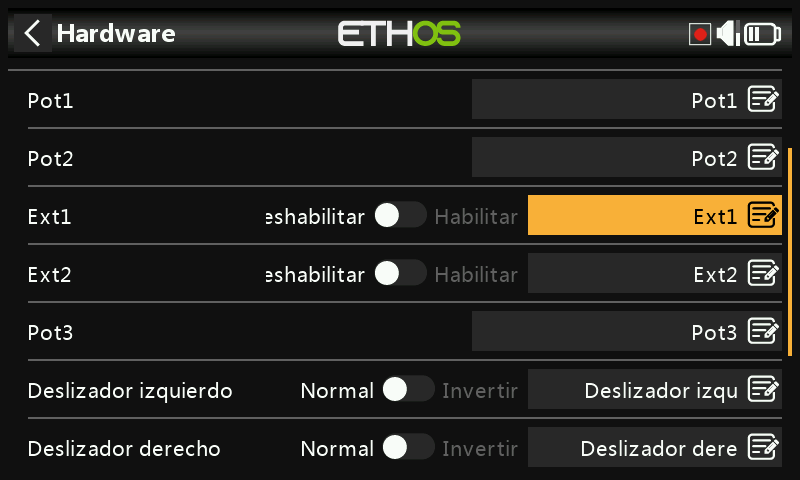 Hardware
ETHOS
Pot1 Pot1
Pot2 Pot2
Ext1 eshabilitar Habilitar Ext1
Ext2 eshabilitar Habilitar Ext2
Pot3 Pot3
Deslizador izquierdo Normal Invertir Deslizador izqu
Deslizador derecho Normal Invertir Deslizador dere